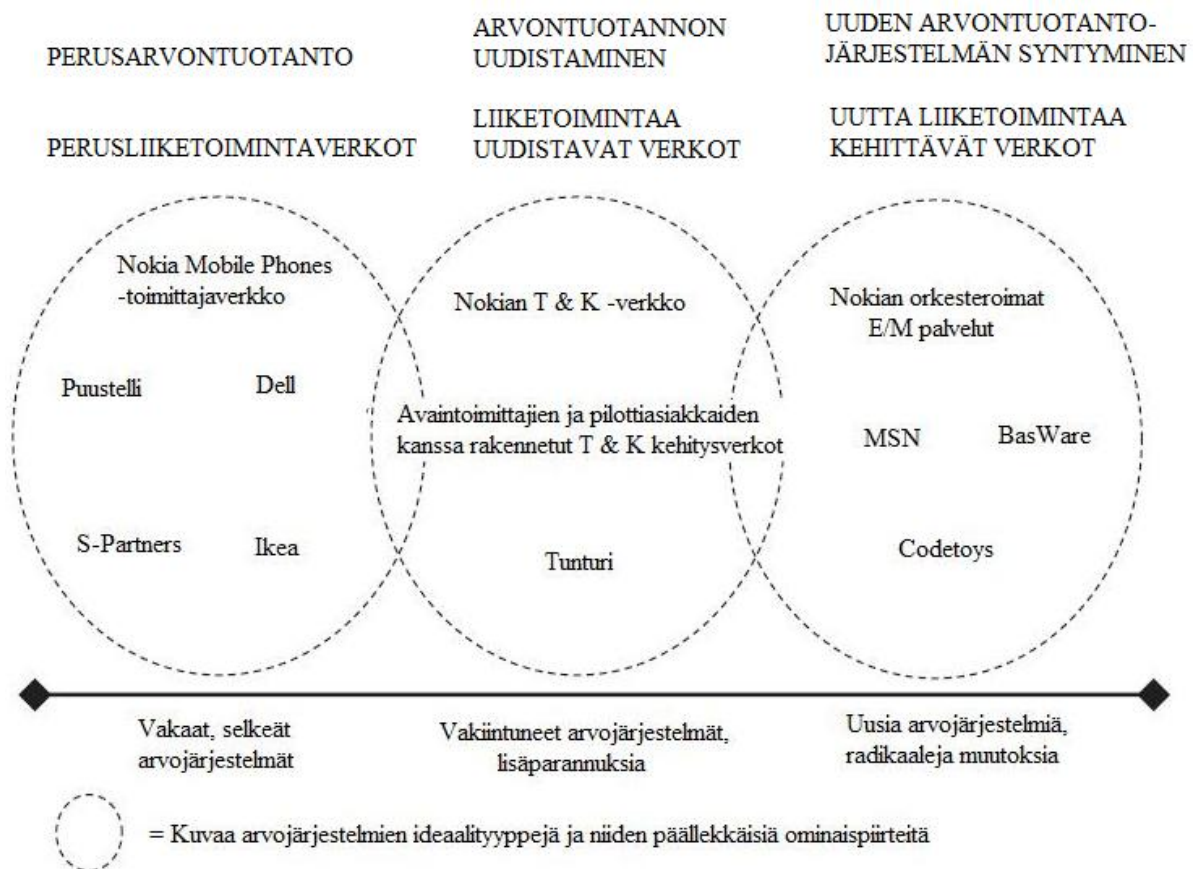 PERUSARVONTUOTANTO
ARVONTUOTANNON
UUDISTAMINEN
UUDEN ARVONTUOTANTO-
JÄRJESTELMÄN SYNTYMINEN
PERUSLIIKETOIMINTAVERKOT
LIIKETOIMINTAA
UUDISTAVAT VERKOT
UUTTA LIIKETOIMINTAA
KEHITTÄVÄT VERKOT
Nokia Mobile Phones
-toimittajaverkko
Puustelli
Dell
S-Partners
Ikea
Nokian T & K -verkko
Avaintoimittajien ja pilottiasiakkaiden
kanssa rakennetut T & K kehitysverkot
Tunturi
Nokian orkesteroimat
E/M palvelut
MSN
BasWare
Codetoys
Vakaat, selkeät
arvojärjestelmät
Vakiintuneet arvojärjestelmät,
lisäparannuksia
Uusia arvojärjestelmiä,
radikaaleja muutoksia
= Kuvaa arvojärjestelmien ideaalityyppejä ja niiden päällekkäisiä ominaispiirteitä